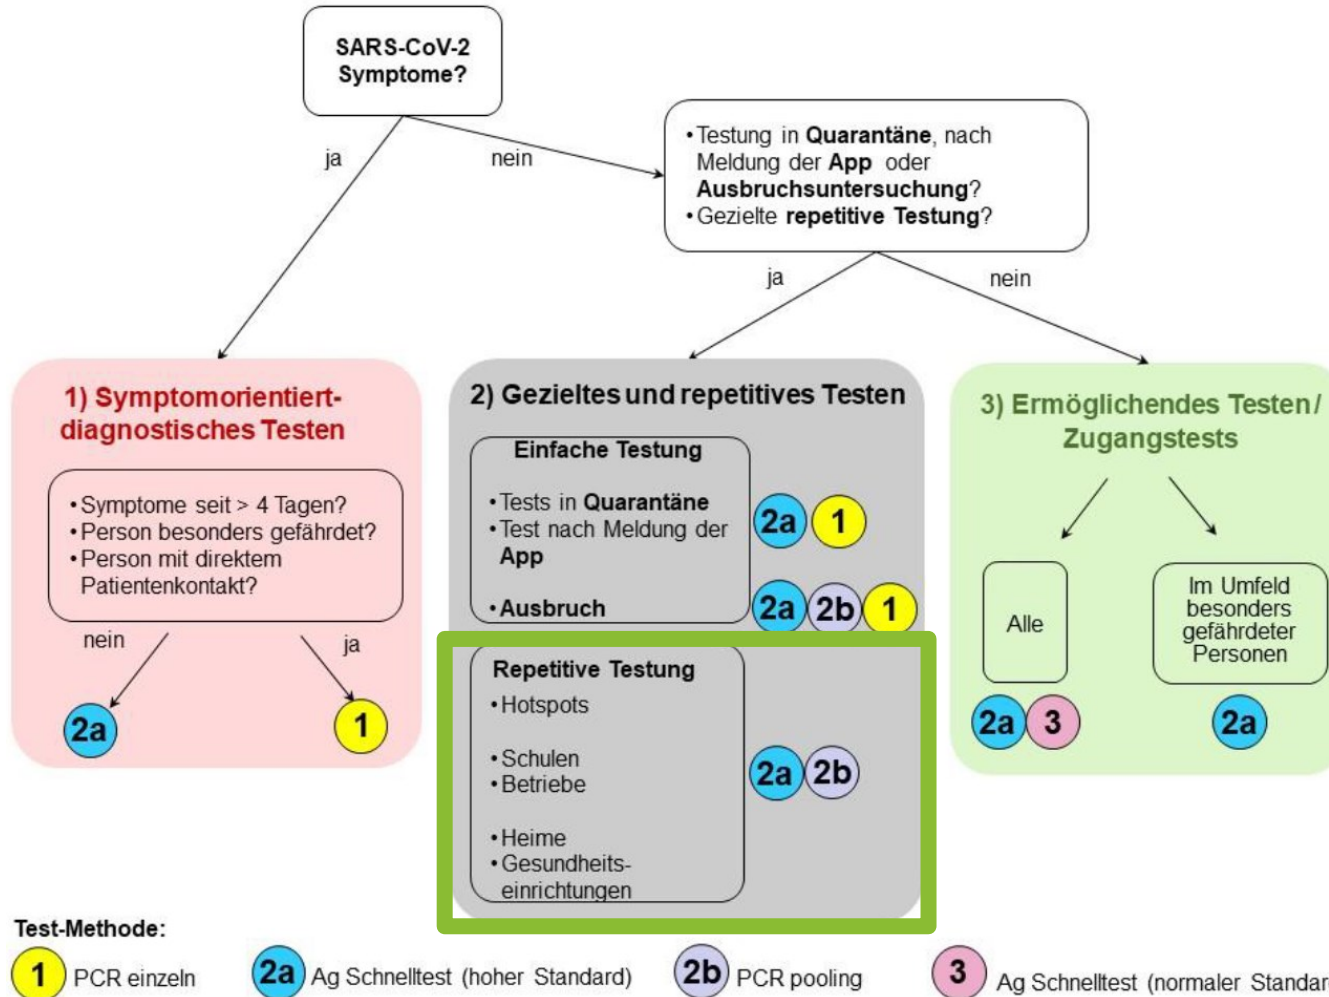 SARS-CoV-2
Symptome?
ja
nein
• Testung in Quarantäne, nach
Meldung der App oder
Ausbruchsuntersuchung?
• Gezielte repetitive Testung?
ja
nein
1) Symptomorientiert-
diagnostisches Testen
• Symptome seit > 4 Tagen?
• Person besonders gefährdet?
• Person mit direktem
Patientenkontakt?
nein
ja
2a
1
2) Gezieltes und repetitives Testen
Einfache Testung
• Tests in Quarantäne
• Test nach Meldung der
App
2a 1
• Ausbruch
2a 2b 1
Repetitive Testung
• Hotspots
• Schulen
• Betriebe
2a 2b
• Heime
• Gesundheits-
einrichtungen
3) Ermöglichendes Testen/
Zugangstests
Alle
2a 3
Im Umfeld
besonders
gefährdeter
Personen
2a
Test-Methode:
1 PCR einzeln
2a Ag Schnelltest (hoher Standard)
2b PCR pooling
3 Ag Schnelltest (normaler Standar